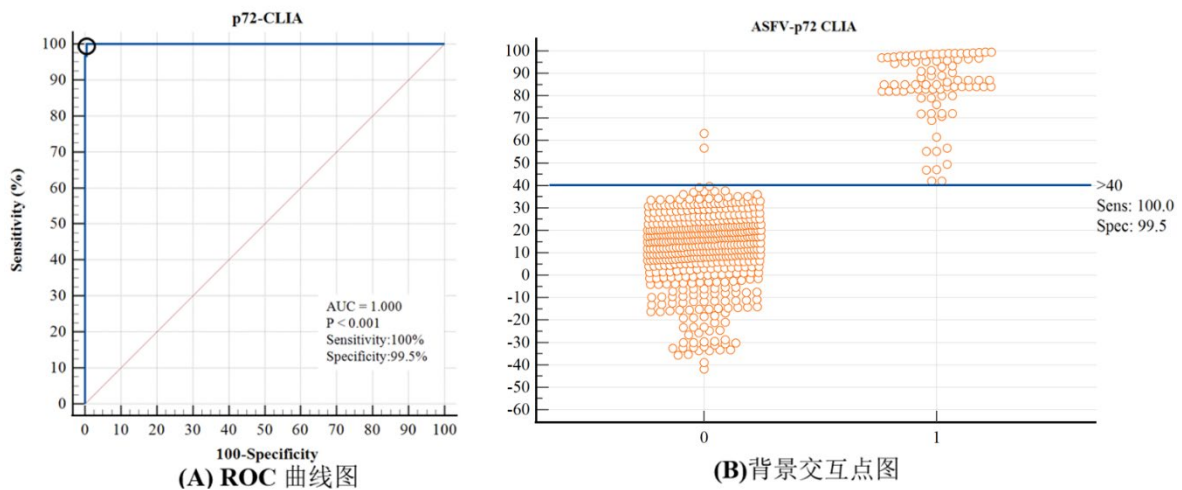 p72-CLIA
100
90
80
70
60
50
40
30
20
10
0
Sensitivity (%)
AUC = 1.000
P < 0.001
Sensitivity:100%
Specificity:99.5%
0 10 20 30 40 50 60 70 80 90 100
100-Specificity
(A) ROC 曲线图
ASFV-p72 CLIA
100
90
80
70
60
50
40
30
20
10
0
-10
-20
-30
-40
-50
-60
>40
Sens: 100.0
Spec: 99.5
0 1
(B)背景交互点图